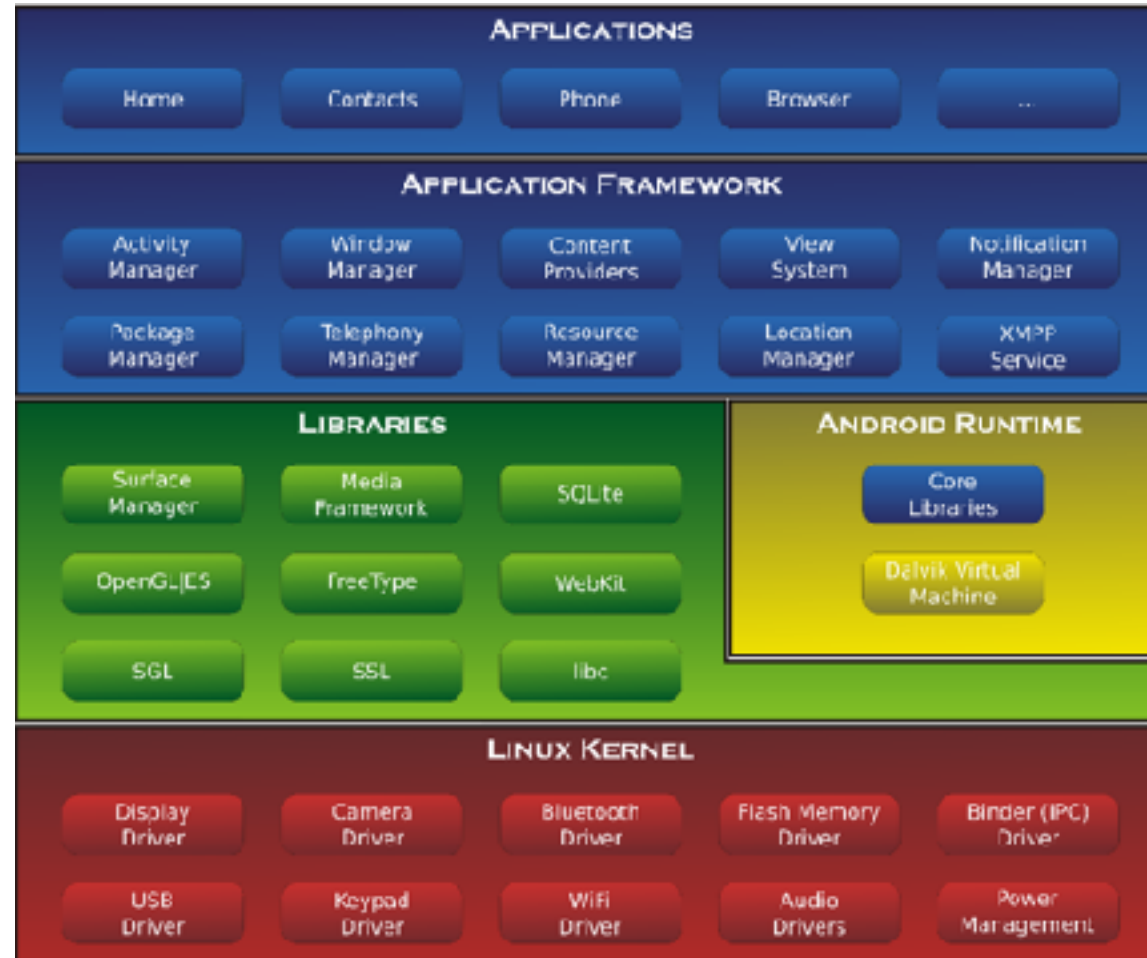 APPLICATIONS
Home
Contacts
Phone
Browser
...
APPLICATION FRAMEWORK
Activity
Manager
Window
Manager
Content
Providers
View
System
Notification
Manager
Package
Manager
Telephony
Manager
Resource
Manager
Location
Manager
XMPP
Service
LIBRARIES
Surface
Manager
Media
Framework
SQLite
OpenGL|ES
FreeType
WebKit
SGL
SSL
libc
ANDROID RUNTIME
Core
Libraries
Dalvik Virtual
Machine
LINUX KERNEL
Display
Driver
Camera
Driver
Bluetooth
Driver
Flash Memory
Driver
Binder (IPC)
Driver
USB
Driver
Keypad
Driver
WiFi
Driver
Audio
Drivers
Power
Management